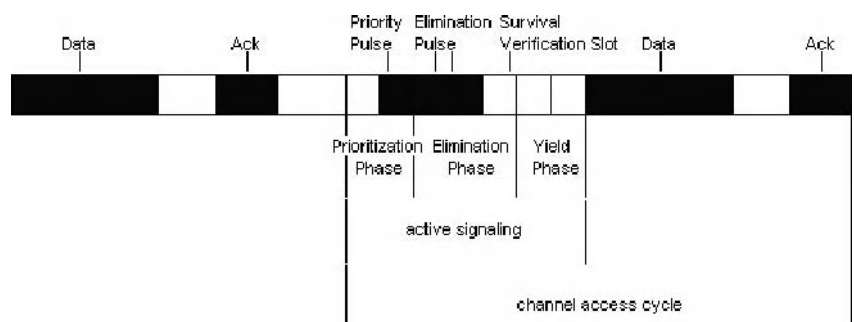 Priority Elimination Survival
Data Ack Pulse Pulse Verification Slot Data Ack
Prioritization Elimination Yield
Phase Phase Phase
active signaling
channel access cycle